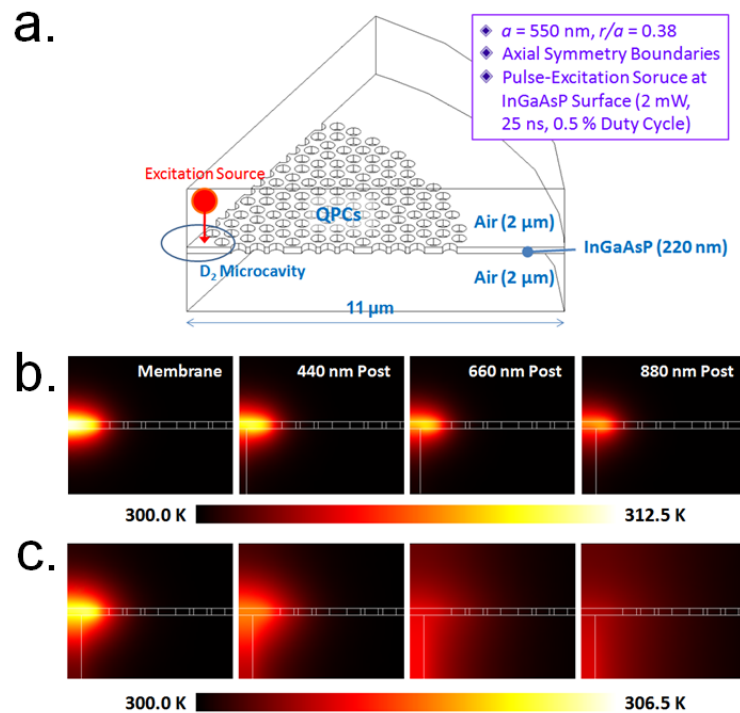 a.
◈ a = 550 nm, r/a = 0.38
◈ Axial Symmetry Boundaries
◈ Pulse-Excitation Soruce at
InGaAsP Surface (2 mW,
25 ns, 0.5 % Duty Cycle)
Excitation Source
QPCs
Air (2 μm)
InGaAsP (220 nm)
D₂ Microcavity
Air (2 μm)
11 μm
b.
Membrane
440 nm Post
660 nm Post
880 nm Post
300.0 K
312.5 K
c.
300.0 K
306.5 K